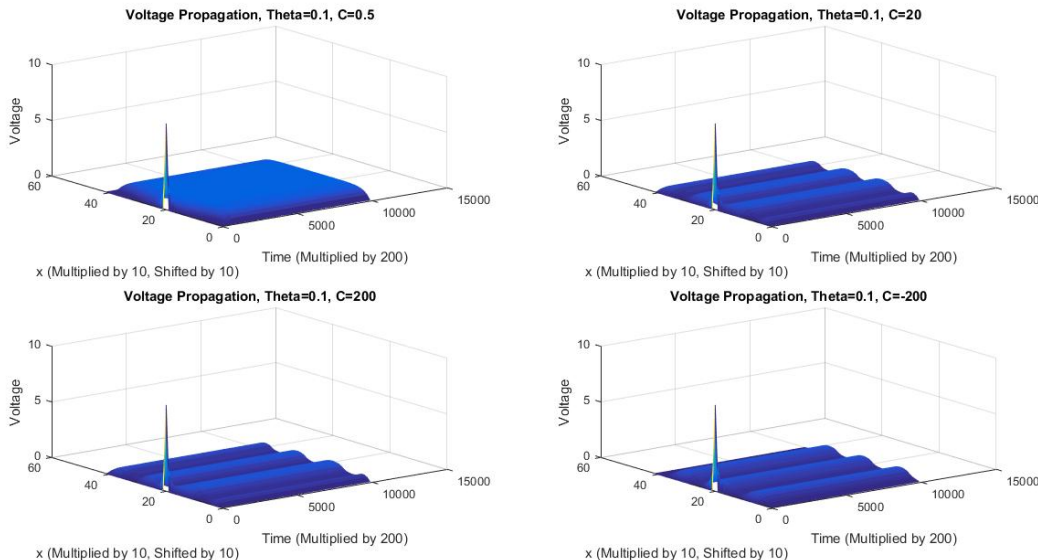 Voltage Propagation, Theta=0.1, C=0.5
10
5
0
Voltage
60
40
20
0
0
5000
10000
15000
Time (Multiplied by 200)
x (Multiplied by 10, Shifted by 10)
Voltage Propagation, Theta=0.1, C=20
10
5
0
Voltage
60
40
20
0
0
5000
10000
15000
Time (Multiplied by 200)
x (Multiplied by 10, Shifted by 10)
Voltage Propagation, Theta=0.1, C=200
10
5
0
Voltage
60
40
20
0
0
5000
10000
15000
Time (Multiplied by 200)
x (Multiplied by 10, Shifted by 10)
Voltage Propagation, Theta=0.1, C=-200
10
5
0
Voltage
60
40
20
0
0
5000
10000
15000
Time (Multiplied by 200)
x (Multiplied by 10, Shifted by 10)